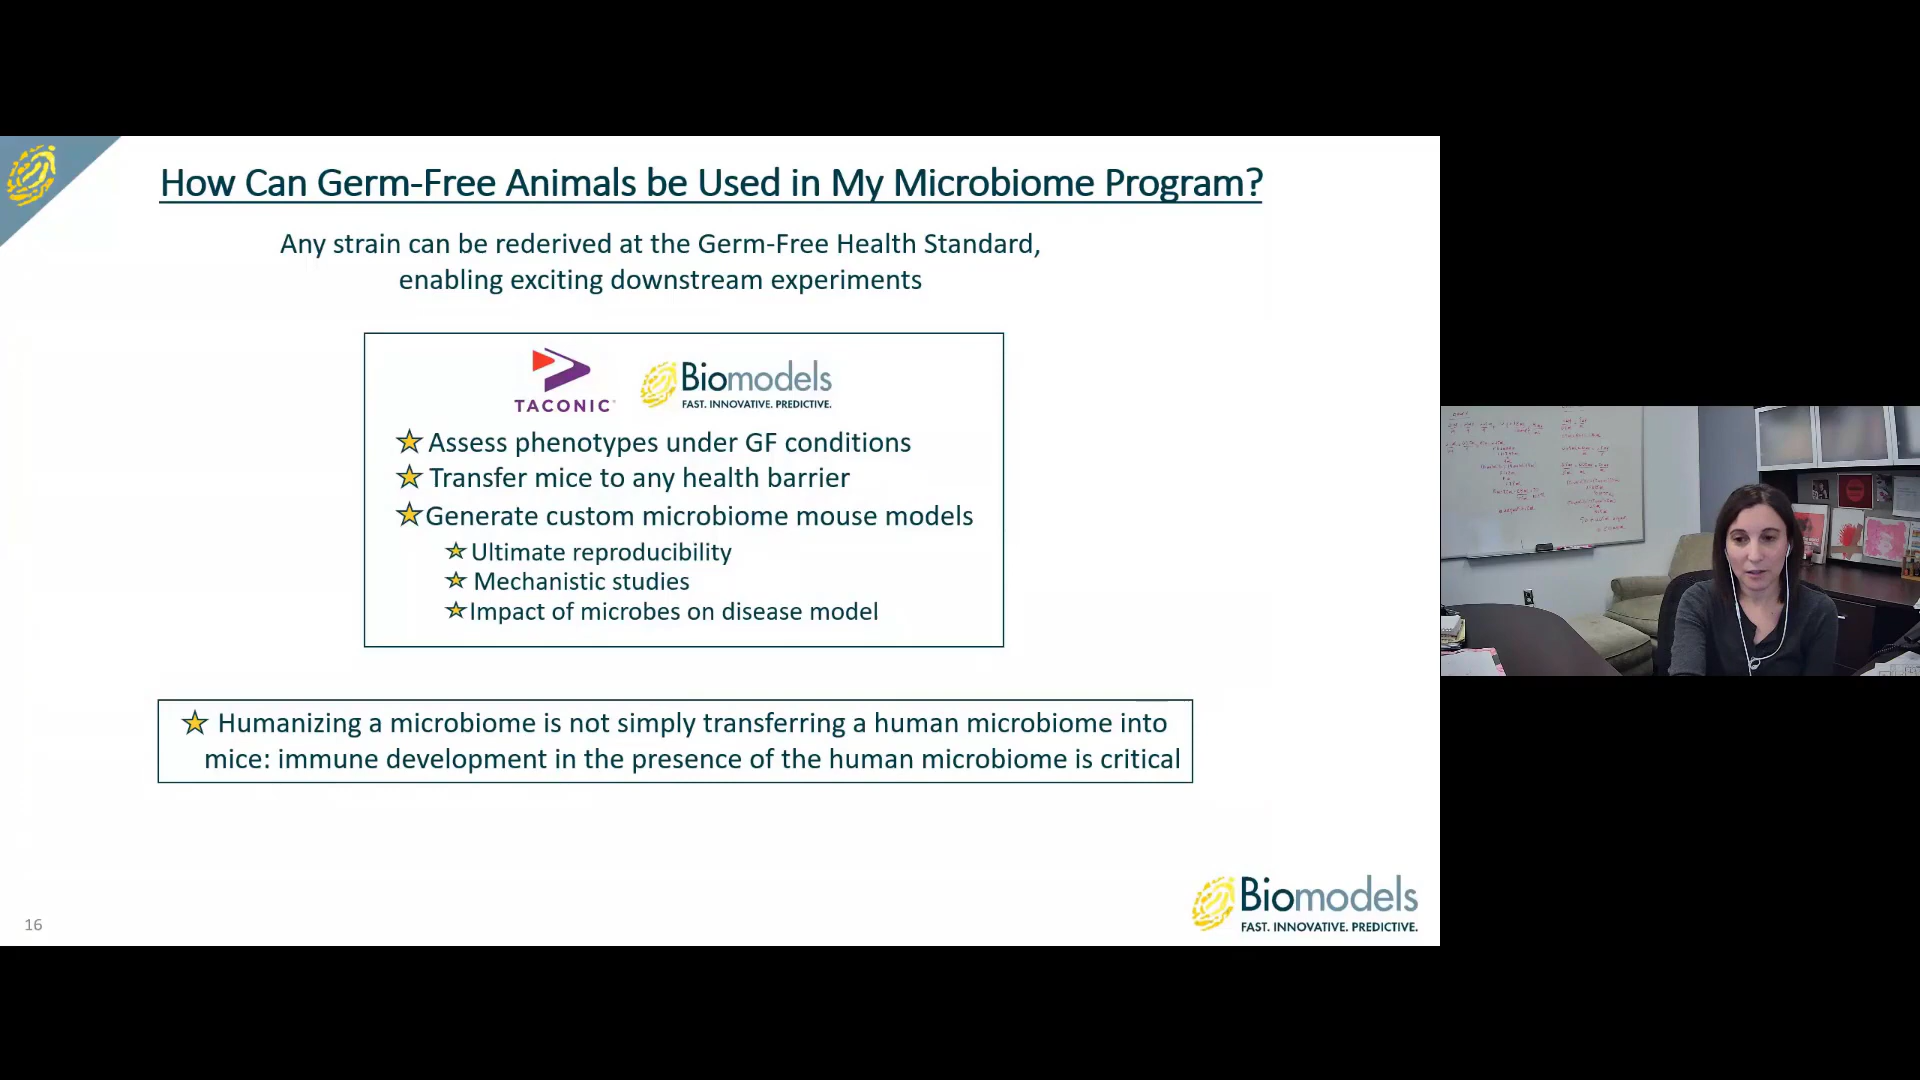 How Can Germ-Free Animals be Used in My Microbiome Program?
Any strain can be rederived at the Germ-Free Health Standard,
enabling exciting downstream experiments
TACONIC
Biomodels
FAST. INNOVATIVE. PREDICTIVE.
Assess phenotypes under GF conditions
Transfer mice to any health barrier
Generate custom microbiome mouse models
Ultimate reproducibility
Mechanistic studies
Impact of microbes on disease model
Humanizing a microbiome is not simply transferring a human microbiome into
mice: immune development in the presence of the human microbiome is critical
Biomodels
FAST. INNOVATIVE. PREDICTIVE.
16